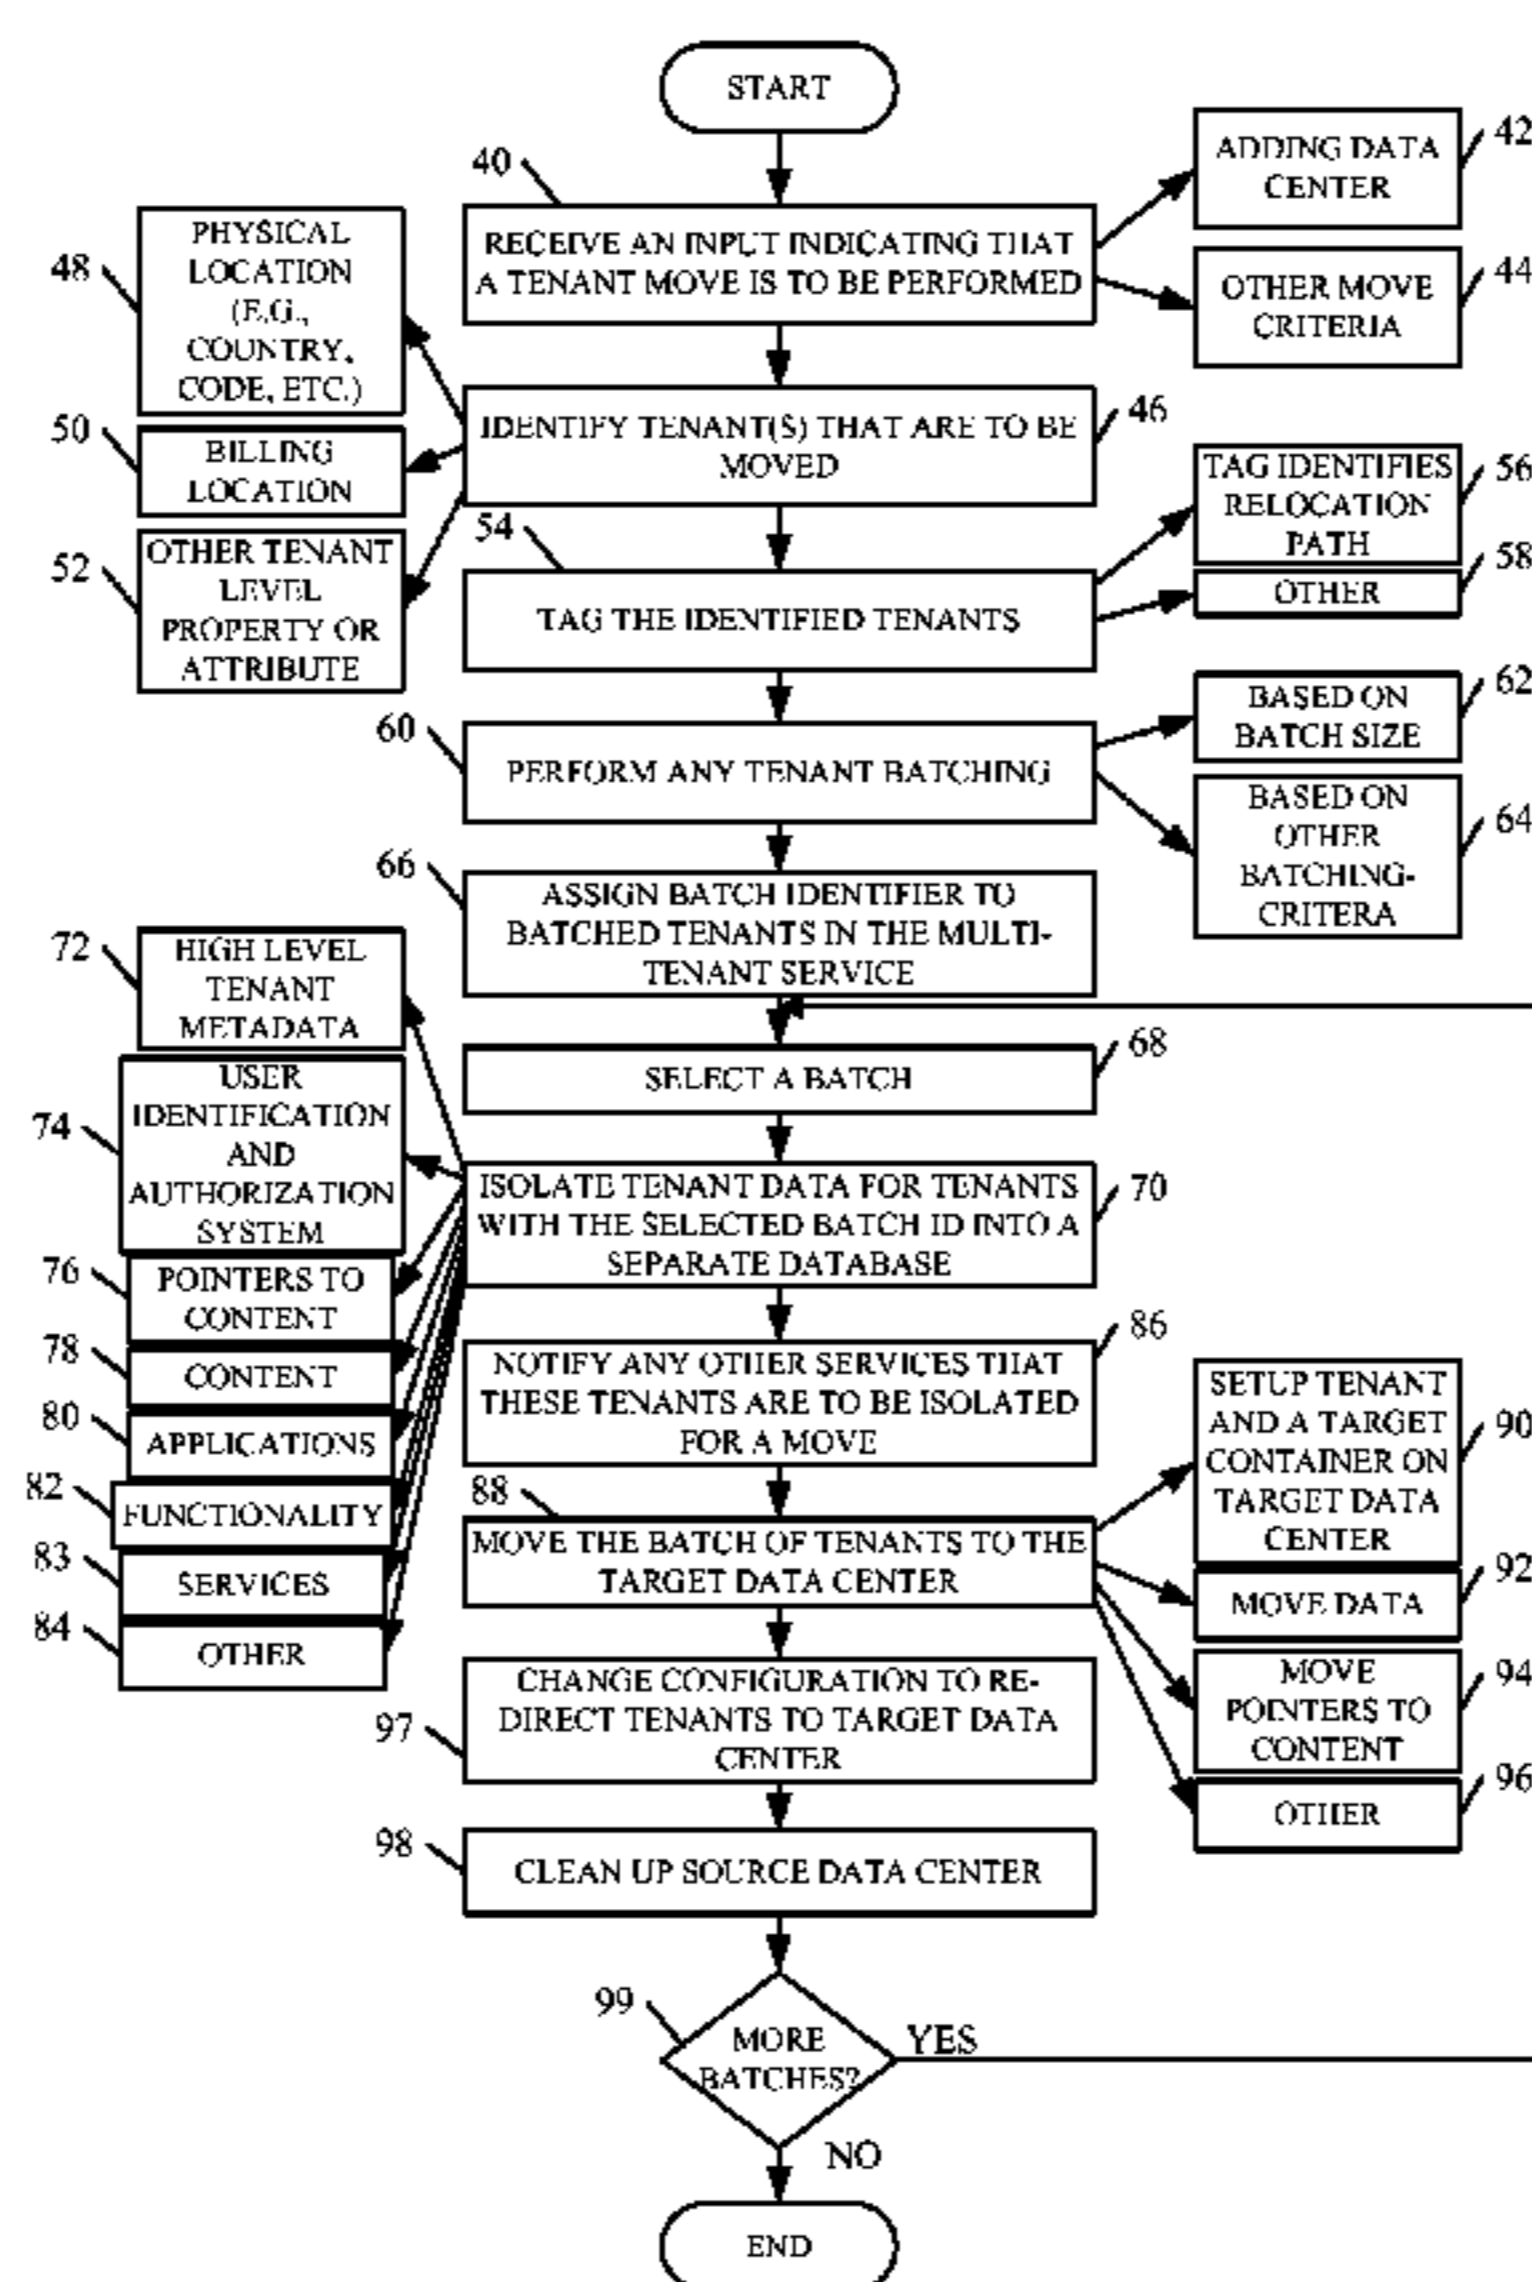 START
40
RECEIVE AN INPUT INDICATING THAT
A TENANT MOVE IS TO BE PERFORMED
ADDING DATA
CENTER
42
OTHER MOVE
CRITERIA
44
48
PHYSICAL
LOCATION
(E.G.,
COUNTRY,
CODE, ETC.)
50
BILLING
LOCATION
52
OTHER TENANT
LEVEL
PROPERTY OR
ATTRIBUTE
IDENTIFY TENANT(S) THAT ARE TO BE
MOVED
46
54
TAG THE IDENTIFIED TENANTS
TAG IDENTIFIES
RELOCATION
PATH
56
OTHER
58
60
PERFORM ANY TENANT BATCHING
BASED ON
BATCH SIZE
62
BASED ON
OTHER
BATCHING-
CRITERA
64
66
ASSIGN BATCH IDENTIFIER TO
BATCHED TENANTS IN THE MULTI-
TENANT SERVICE
SELECT A BATCH
68
72
HIGH LEVEL
TENANT
METADATA
74
USER
IDENTIFICATION
AND
AUTHORIZATION
SYSTEM
76
POINTERS TO
CONTENT
78
CONTENT
80
APPLICATIONS
82
FUNCTIONALITY
83
SERVICES
84
OTHER
ISOLATE TENANT DATA FOR TENANTS
WITH THE SELECTED BATCH ID INTO A
SEPARATE DATABASE
70
NOTIFY ANY OTHER SERVICES THAT
THESE TENANTS ARE TO BE ISOLATED
FOR A MOVE
86
88
MOVE THE BATCH OF TENANTS TO THE
TARGET DATA CENTER
SETUP TENANT
AND A TARGET
CONTAINER ON
TARGET DATA
CENTER
90
MOVE DATA
92
MOVE
POINTERS TO
CONTENT
94
OTHER
96
97
CHANGE CONFIGURATION TO RE-
DIRECT TENANTS TO TARGET DATA
CENTER
98
CLEAN UP SOURCE DATA CENTER
99
MORE
BATCHES?
YES
NO
END